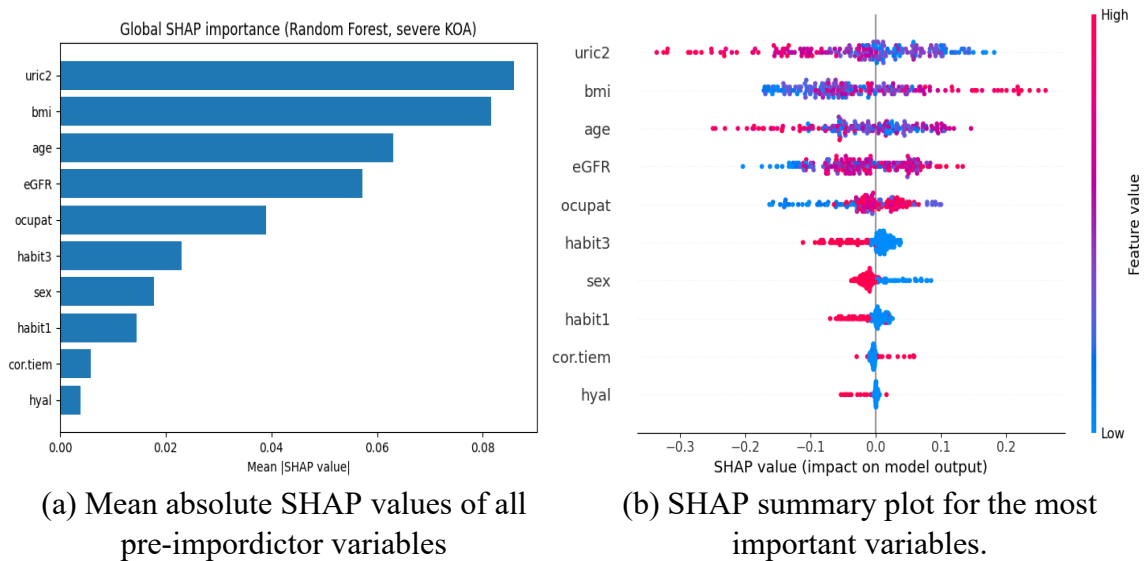 Global SHAP importance (Random Forest, severe KOA)
uric2
bmi
age
eGFR
ocupat
habit3
sex
habit1
cor.tiem
hyal
0.00 0.02 0.04 0.06 0.08
Mean |SHAP value|
(a) Mean absolute SHAP values of all
pre-impordictor variables
uric2
bmi
age
eGFR
ocupat
habit3
sex
habit1
cor.tiem
hyal
−0.3 −0.2 −0.1 0.0 0.1 0.2
SHAP value (impact on model output)
High
Feature value
Low
(b) SHAP summary plot for the most
important variables.